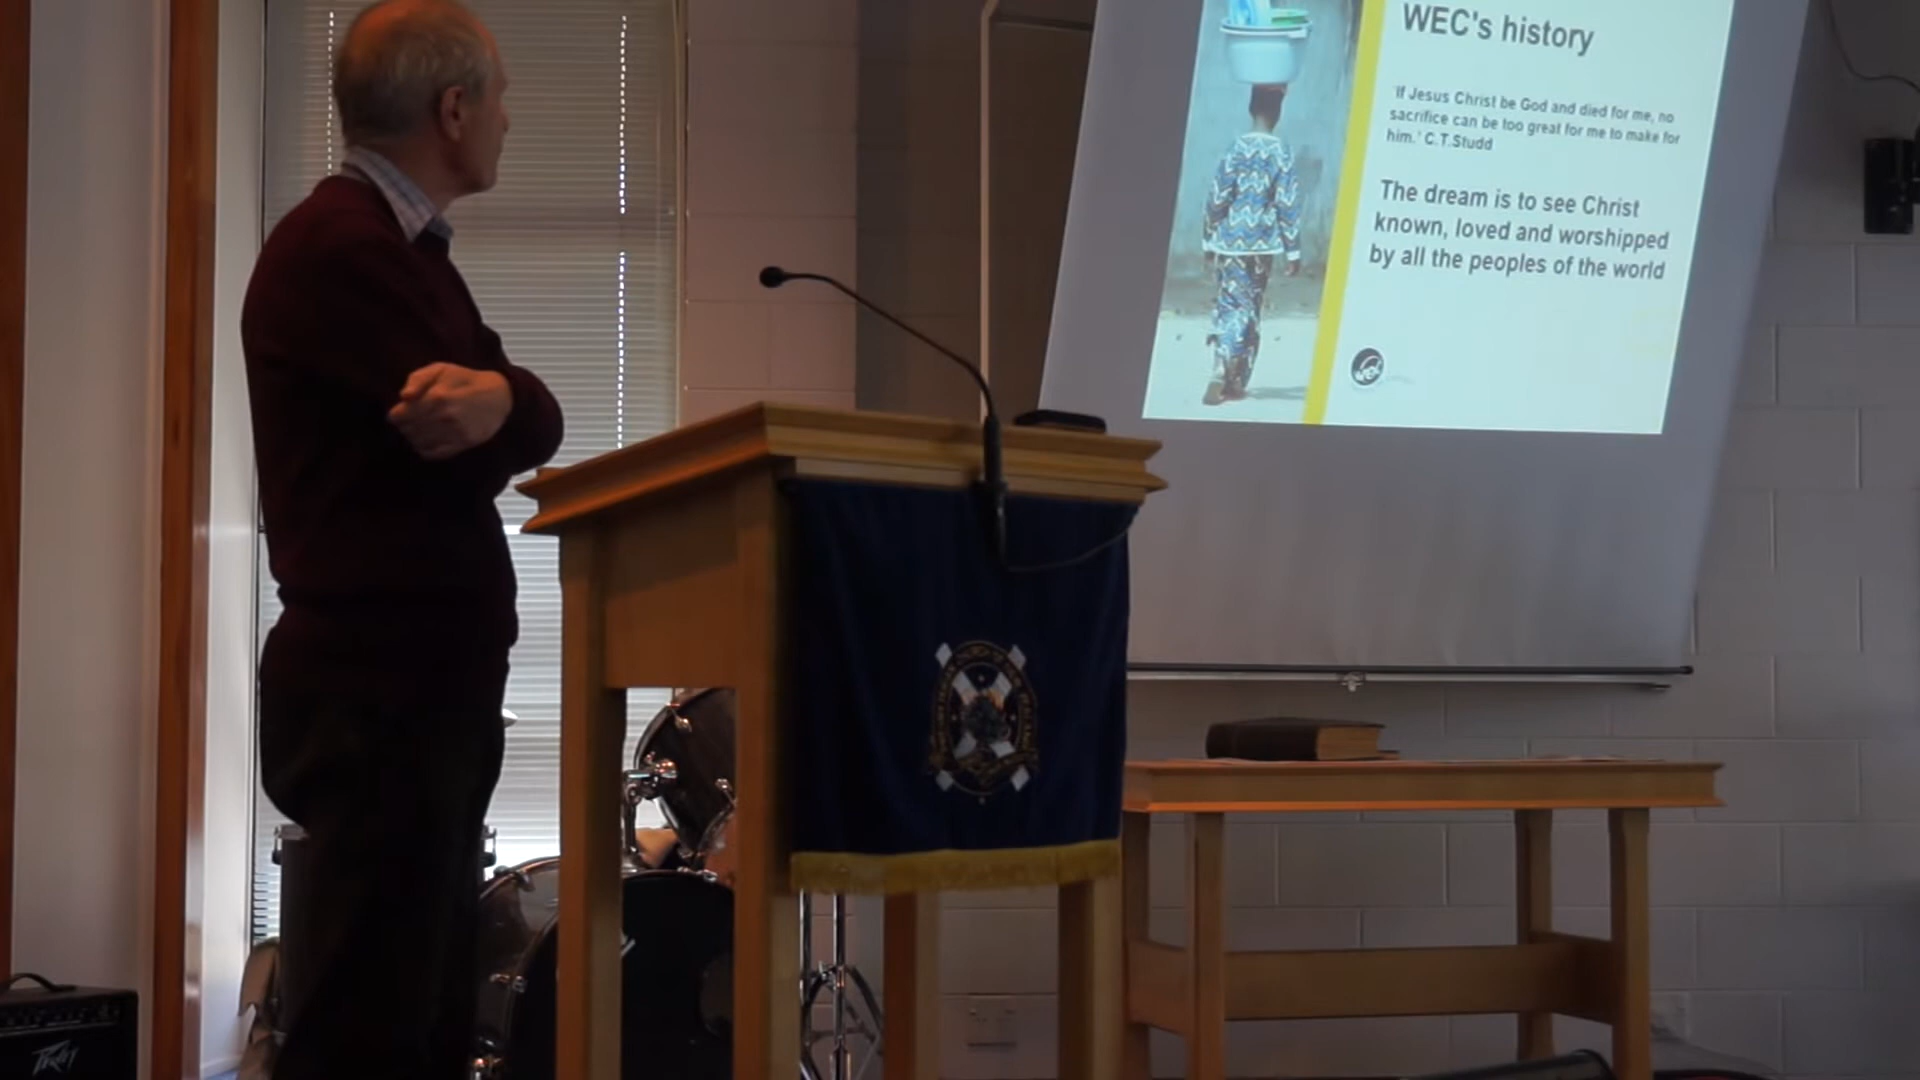 WEC's history
'If Jesus Christ be God and died for me, no
sacrifice can be too great for me to make for
him.' C.T.Studd
The dream is to see Christ
known, loved and worshipped
by all the peoples of the world
wec
PEAVEY